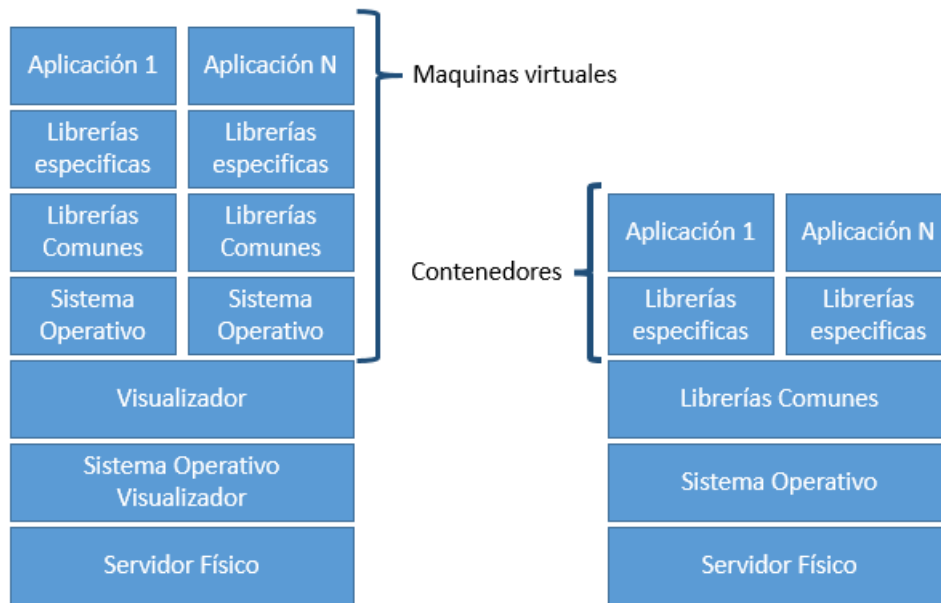 Aplicación 1
Aplicación N
Maquinas virtuales
Librerías
especificas
Librerías
especificas
Librerías
Comunes
Librerías
Comunes
Sistema
Operativo
Sistema
Operativo
Visualizador
Sistema Operativo
Visualizador
Servidor Físico
Contenedores
Aplicación 1
Aplicación N
Librerías
especificas
Librerías
especificas
Librerías Comunes
Sistema Operativo
Servidor Físico